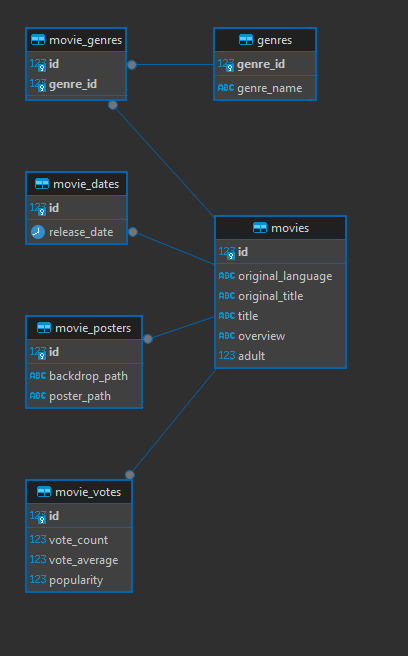 movie_genres
123 id
123 genre_id
genres
123 genre_id
ABC genre_name
movie_dates
123 id
release_date
movies
123 id
ABC original_language
ABC original_title
ABC title
ABC overview
123 adult
movie_posters
123 id
ABC backdrop_path
ABC poster_path
movie_votes
123 id
123 vote_count
123 vote_average
123 popularity